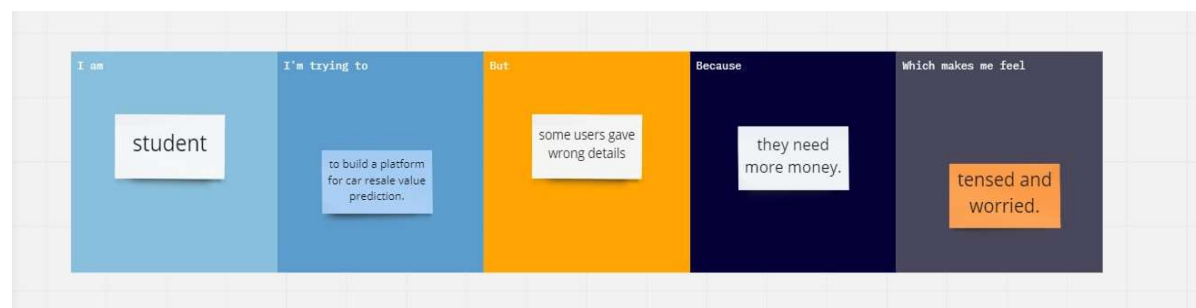 I am
student
I'm trying to
to build a platform
for car resale value
prediction.
But
some users gave
wrong details
Because
they need
more money.
Which makes me feel
tensed and
worried.